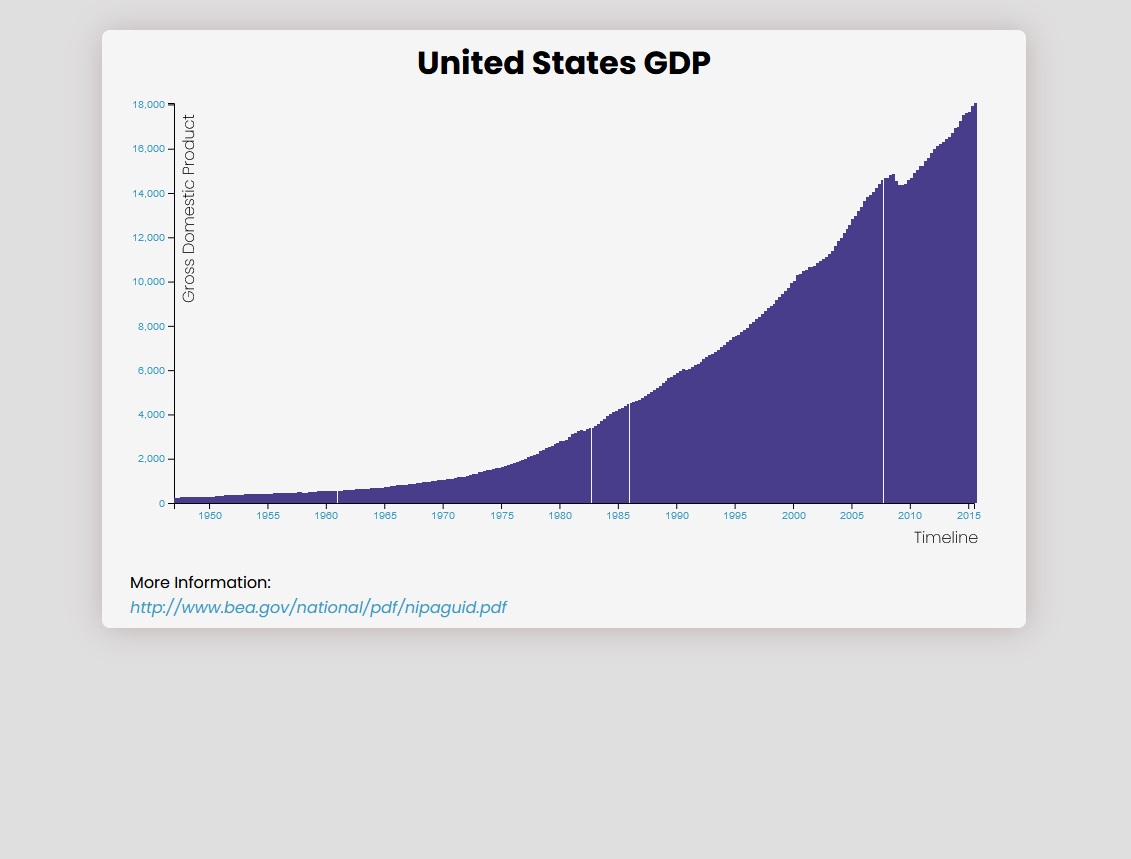 United States GDP
18,000
16,000
14,000
12,000
10,000
8,000
6,000
4,000
2,000
0
Gross Domestic Product
1950 1955 1960 1965 1970 1975 1980 1985 1990 1995 2000 2005 2010 2015
Timeline
More Information:
http://www.bea.gov/national/pdf/nipaguid.pdf